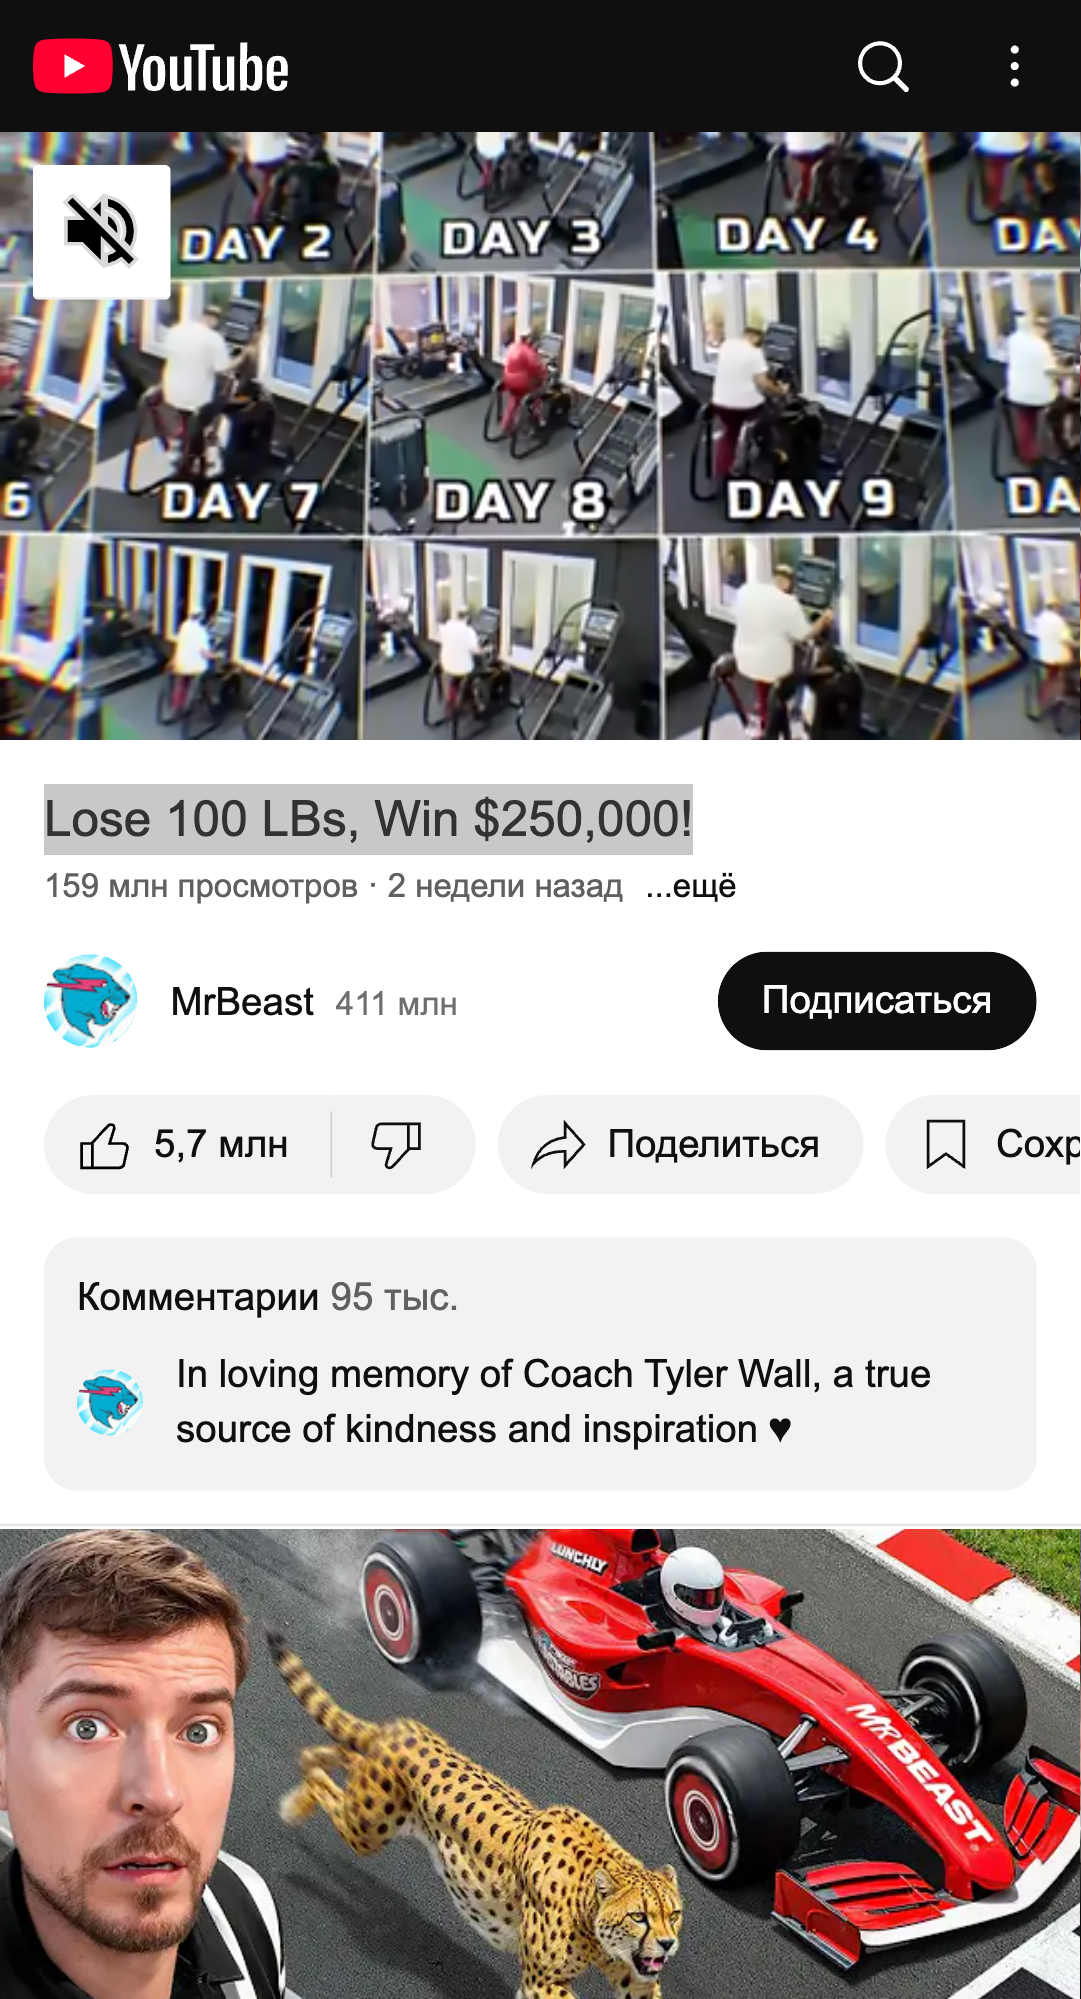 YouTube
DAY 2
DAY 3
DAY 4
6
DAY 7
DAY 8
DAY 9
Lose 100 LBs, Win $250,000!
159 млн просмотров · 2 недели назад ...ещё
MrBeast 411 млн
Подписаться
5,7 млн
Поделиться
Сохр
Комментарии 95 тыс.
In loving memory of Coach Tyler Wall, a true
source of kindness and inspiration ♥
LUNCHLY
MRBEAST